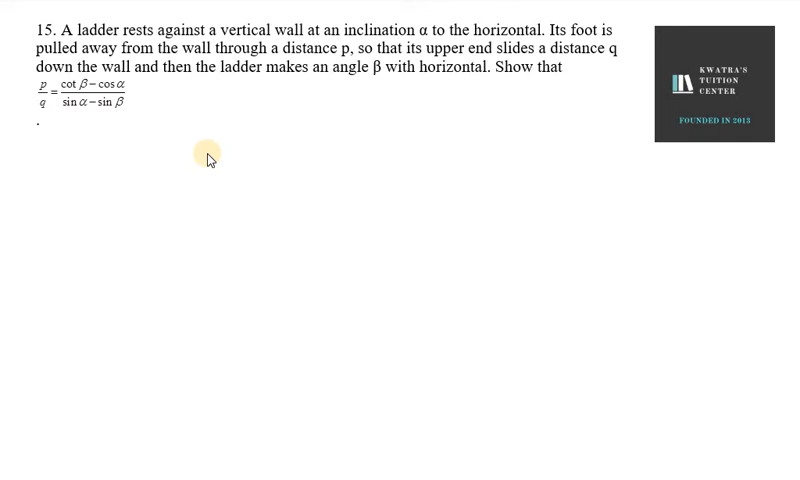 15. A ladder rests against a vertical wall at an inclination α to the horizontal. Its foot is
pulled away from the wall through a distance p, so that its upper end slides a distance q
down the wall and then the ladder makes an angle β with horizontal. Show that
p/q = (cot β − cos α)/(sin α − sin β)
.
KWATRA'S
TUITION
CENTER
FOUNDED IN 2013